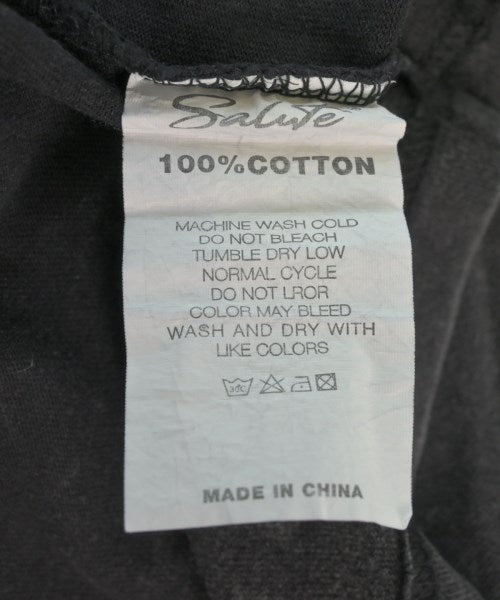 Salute
100%COTTON
MACHINE WASH COLD
DO NOT BLEACH
TUMBLE DRY LOW
NORMAL CYCLE
DO NOT LROR
COLOR MAY BLEED
WASH AND DRY WITH
LIKE COLORS
30C
MADE IN CHINA